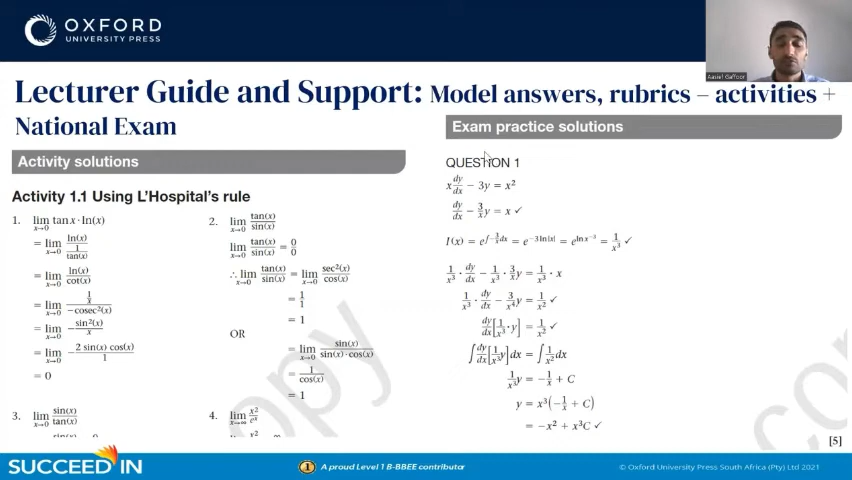 OXFORD
UNIVERSITY PRESS
Aasief Gaffoor
Lecturer Guide and Support: Model answers, rubrics – activities +
National Exam
Activity solutions
Activity 1.1 Using L'Hospital's rule
1. lim x→0 tan x · ln(x)
= lim x→0 ln(x) / (1/tan(x))
= lim x→0 ln(x)/cot(x)
= lim x→0 (1/x) / −cosec²(x)
= lim x→0 − sin²(x)/x
= lim x→0 − 2 sin(x) cos(x)/1
= 0
3. lim x→0 sin(x)/tan(x)
2. lim x→0 tan(x)/sin(x)
lim x→0 tan(x)/sin(x) = 0/0
∴ lim x→0 tan(x)/sin(x) = lim x→0 sec²(x)/cos(x)
= 1/1
= 1
OR
= lim x→0 sin(x)/sin(x) · cos(x)
= 1/cos(x)
= 1
4. lim x→∞ x²/eˣ
Exam practice solutions
QUESTION 1
x dy/dx − 3y = x²
dy/dx − 3/x y = x ✓
I(x) = e^∫−3/x dx = e^−3 ln|x| = e^ln x^−3 = 1/x³ ✓
1/x³ · dy/dx − 1/x³ · 3/x y = 1/x³ · x
1/x³ · dy/dx − 3/x⁴ y = 1/x² ✓
dy/dx [1/x³ · y] = 1/x² ✓
∫ dy/dx [1/x³ y] dx = ∫ 1/x² dx
1/x³ y = −1/x + C
y = x³(−1/x + C)
= −x² + x³C ✓
[5]
SUCCEED IN
1 A proud Level 1 B-BBEE contributor
© Oxford University Press South Africa (Pty) Ltd 2021